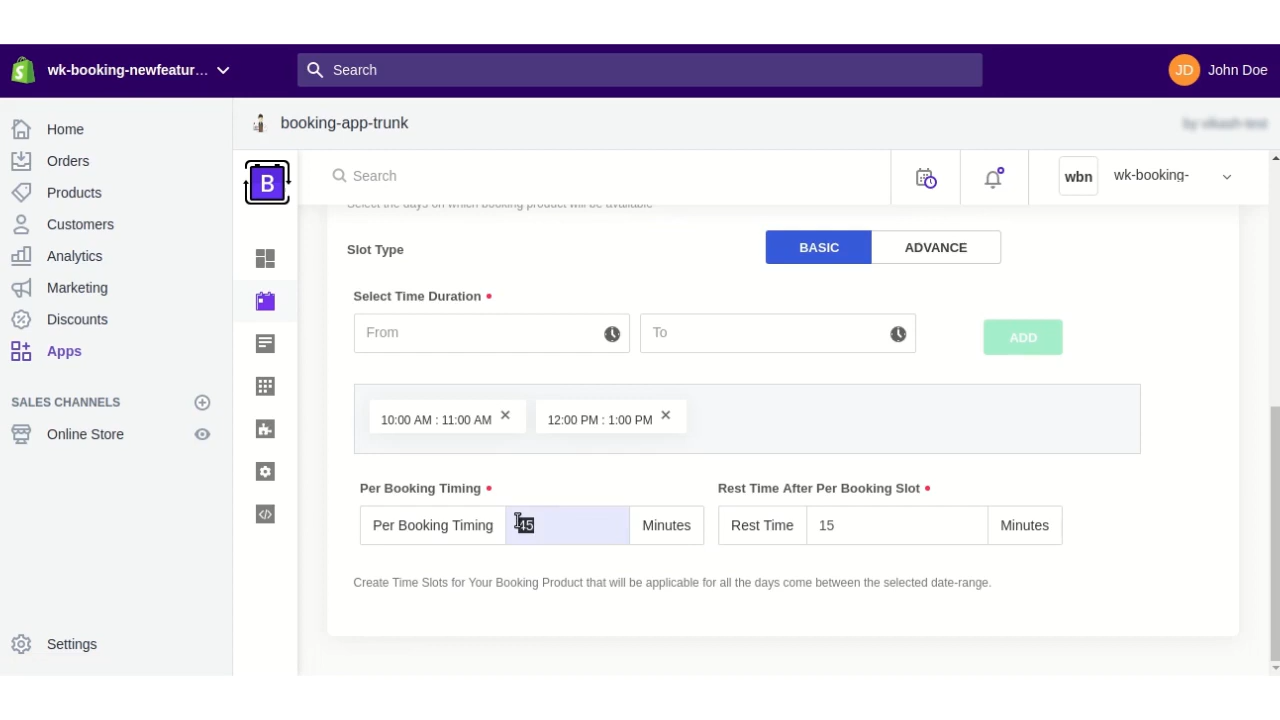 wk-booking-newfeatur...
Search
JD
John Doe
Home
Orders
Products
Customers
Analytics
Marketing
Discounts
Apps
SALES CHANNELS
Online Store
Settings
booking-app-trunk
B
Search
wbn
wk-booking-
Select the days on which booking product will be available
Slot Type
BASIC
ADVANCE
Select Time Duration
From
To
ADD
10:00 AM : 11:00 AM
12:00 PM : 1:00 PM
Per Booking Timing
Rest Time After Per Booking Slot
Per Booking Timing
45
Minutes
Rest Time
15
Minutes
Create Time Slots for Your Booking Product that will be applicable for all the days come between the selected date-range.